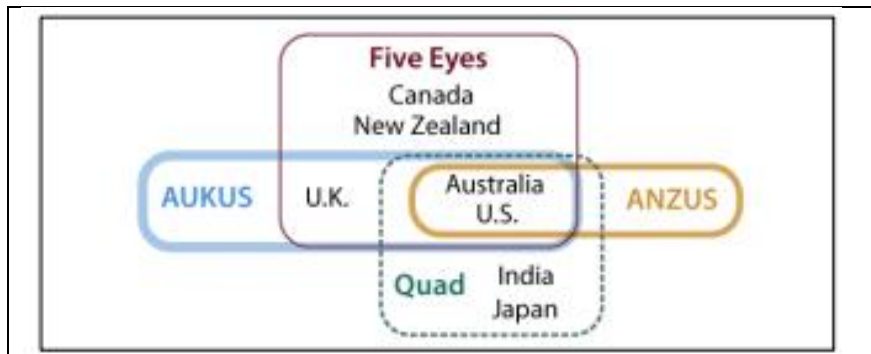 Five Eyes
Canada
New Zealand
AUKUS
U.K.
Australia
U.S.
ANZUS
Quad
India
Japan